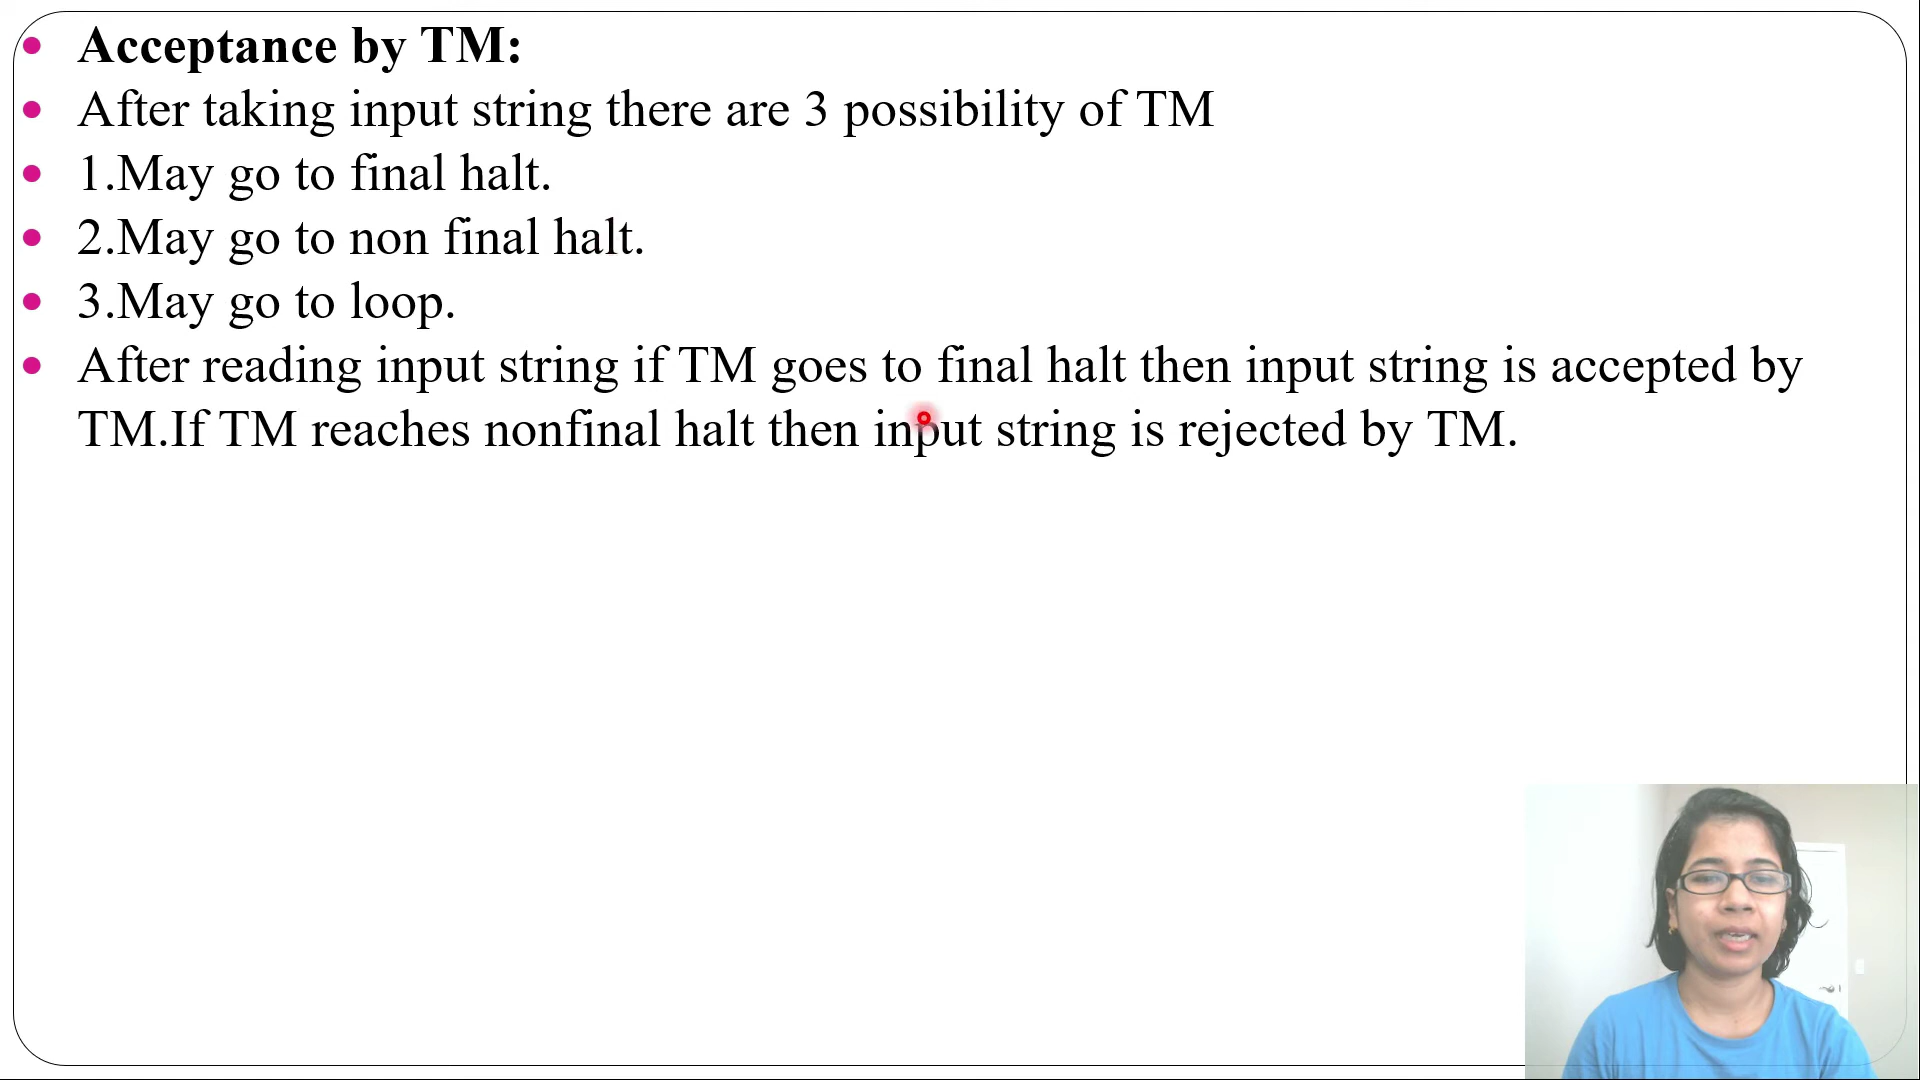 Acceptance by TM:
After taking input string there are 3 possibility of TM
1.May go to final halt.
2.May go to non final halt.
3.May go to loop.
After reading input string if TM goes to final halt then input string is accepted by
TM.If TM reaches nonfinal halt then input string is rejected by TM.